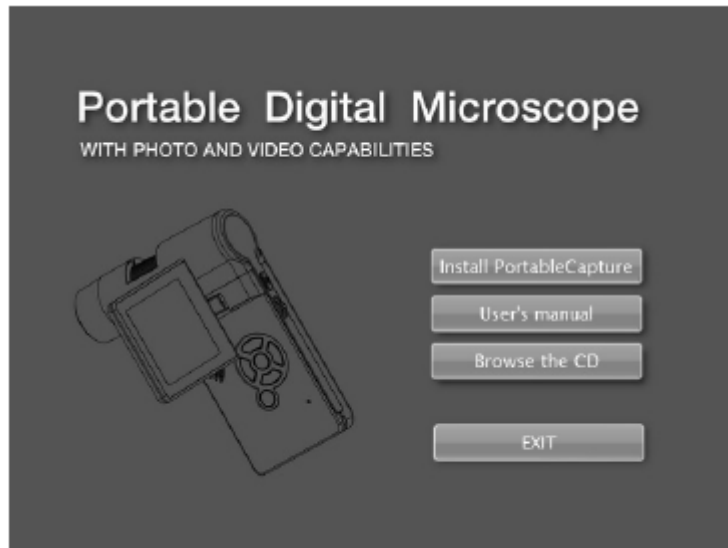 Portable Digital Microscope
WITH PHOTO AND VIDEO CAPABILITIES
Install PortableCapture
User's manual
Browse the CD
EXIT